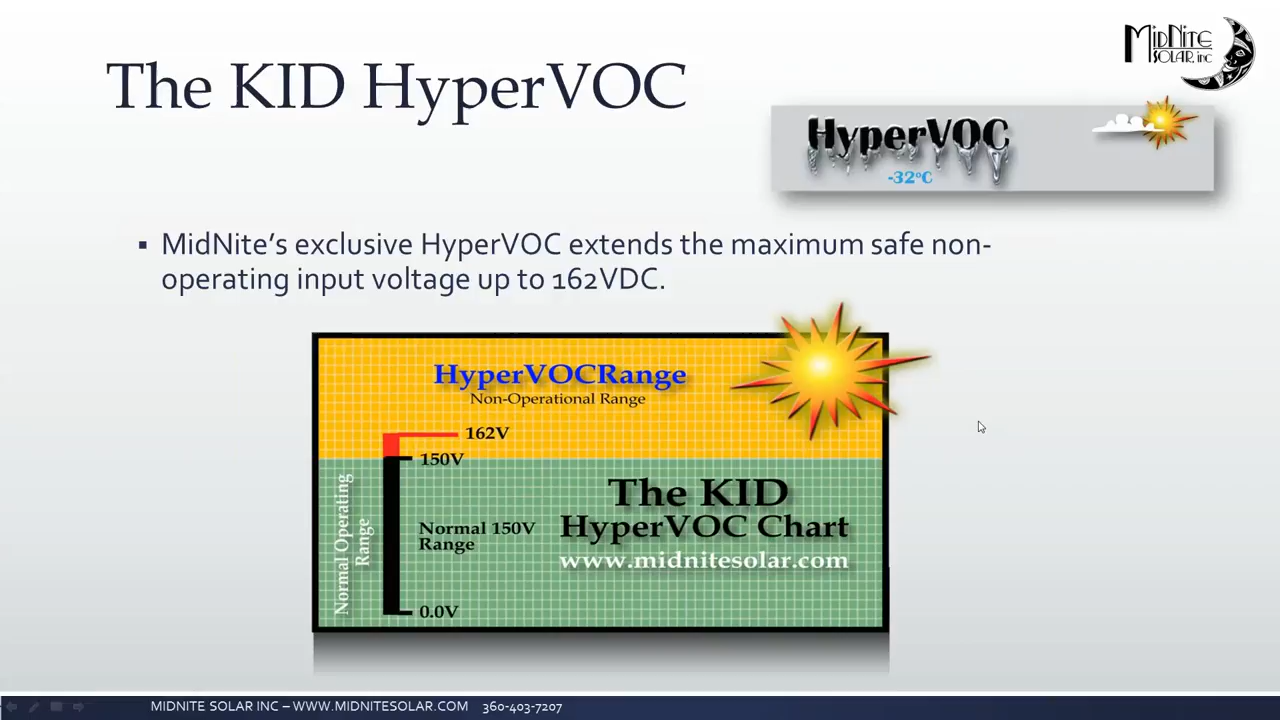 The KID HyperVOC
MIDNITE
SOLAR, inc
HyperVOC
-32°C
▪ MidNite’s exclusive HyperVOC extends the maximum safe non-
operating input voltage up to 162VDC.
HyperVOCRange
Non-Operational Range
162V
150V
Normal Operating
Range
Normal 150V
Range
0.0V
The KID
HyperVOC Chart
www.midnitesolar.com
MIDNITE SOLAR INC – WWW.MIDNITESOLAR.COM 360-403-7207